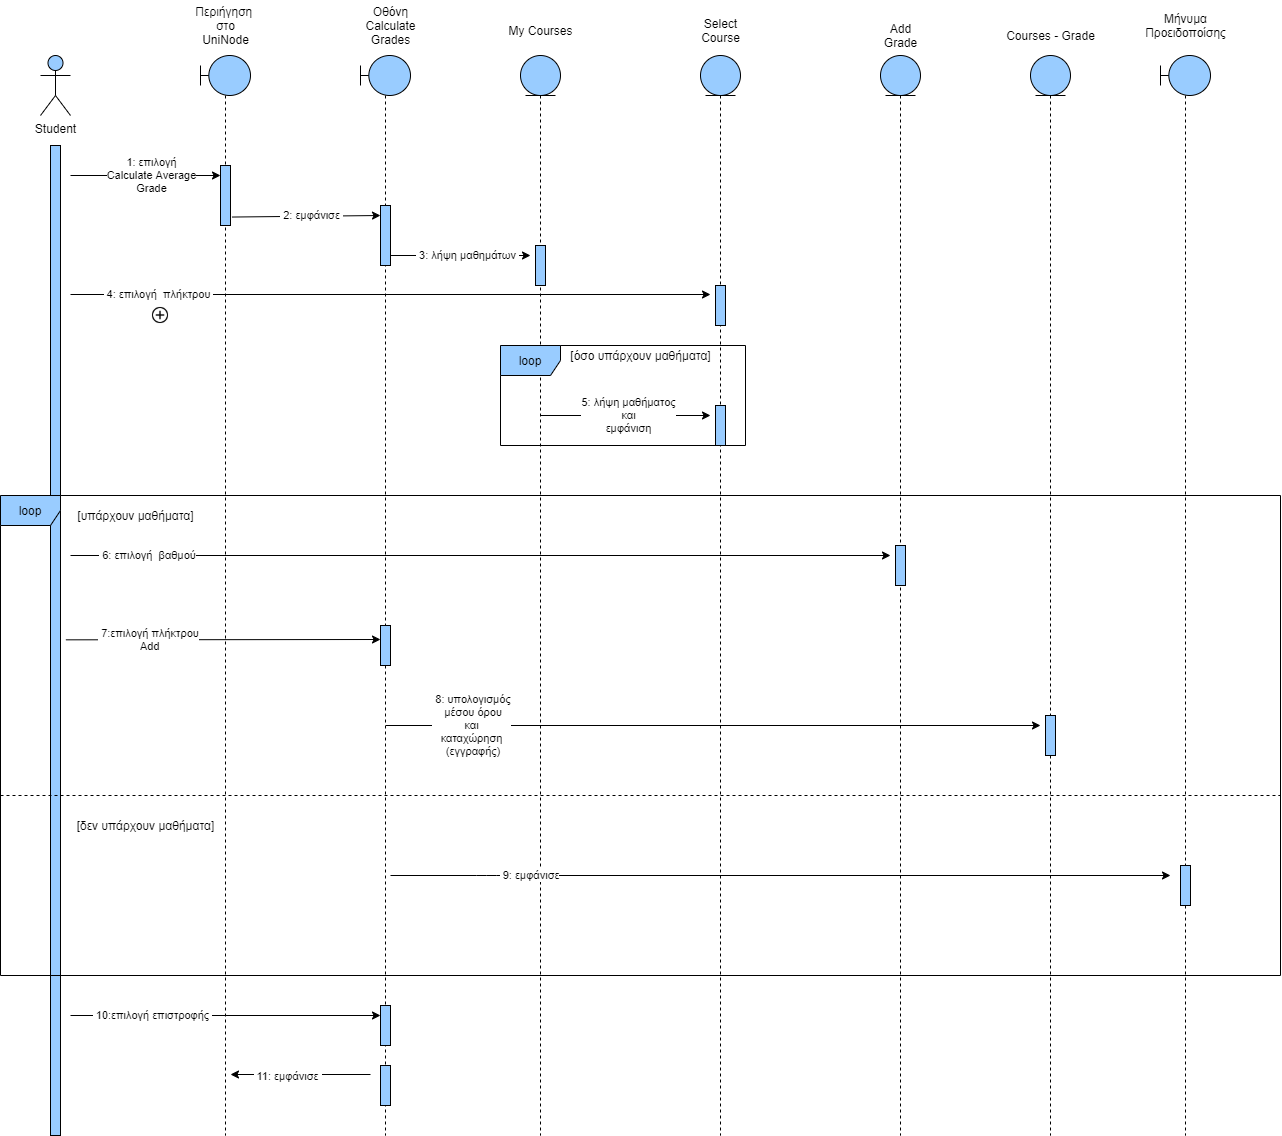 Περιήγηση
στο
UniNode
Οθόνη
Calculate
Grades
My Courses
Select
Course
Add
Grade
Courses - Grade
Μήνυμα
Προειδοποίσης
Student
1: επιλογή
Calculate Average
Grade
2: εμφάνισε
3: λήψη μαθημάτων
4: επιλογή πλήκτρου
loop
[όσο υπάρχουν μαθήματα]
5: λήψη μαθήματος
και
εμφάνιση
loop
[υπάρχουν μαθήματα]
6: επιλογή βαθμού
7:επιλογή πλήκτρου
Add
8: υπολογισμός
μέσου όρου
και
καταχώρηση
(εγγραφής)
[δεν υπάρχουν μαθήματα]
9: εμφάνισε
10:επιλογή επιστροφής
11: εμφάνισε